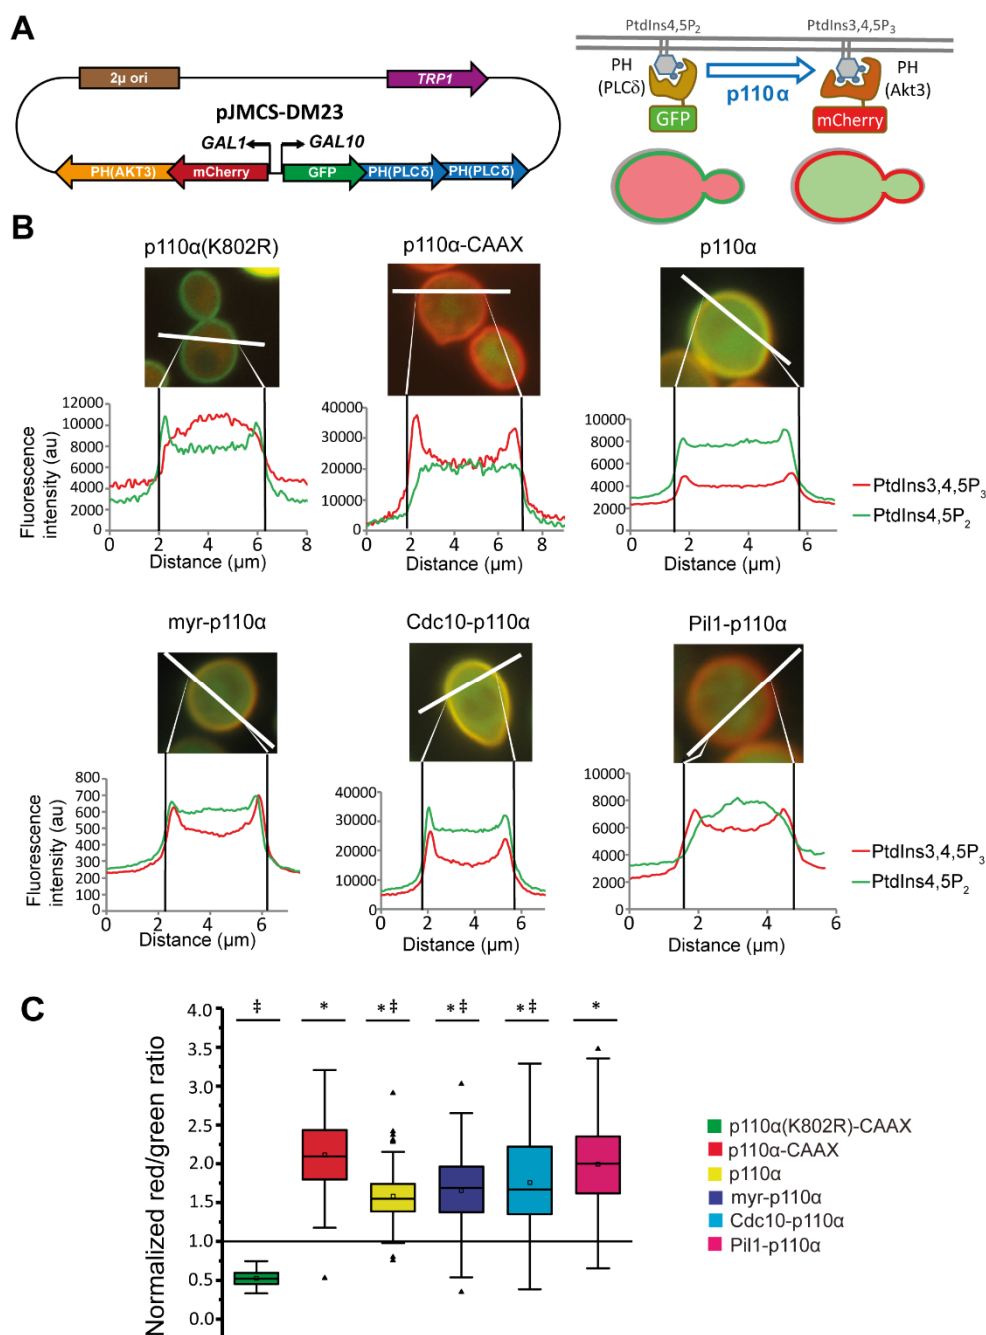 A
2µ ori
TRP1
pJMCS-DM23
GAL1
GAL10
PH(AKT3)
mCherry
GFP
PH(PLCδ)
PH(PLCδ)
PtdIns4,5P2
PtdIns3,4,5P3
PH
(PLCδ)
p110α
PH
(Akt3)
GFP
mCherry
B
p110α(K802R)
p110α-CAAX
p110α
Fluorescence
intensity (au)
12000
10000
8000
6000
4000
2000
0
0 2 4 6 8
Distance (µm)
40000
30000
20000
10000
0
0 2 4 6 8
Distance (µm)
10000
8000
6000
4000
2000
0
0 2 4 6
Distance (µm)
PtdIns3,4,5P3
PtdIns4,5P2
myr-p110α
Cdc10-p110α
Pil1-p110α
Fluorescence
intensity (au)
800
700
600
500
400
300
200
100
0
0 2 4 6
Distance (µm)
40000
30000
20000
10000
0
0 2 4 6
Distance (µm)
10000
8000
6000
4000
2000
0
0 2 4 6
Distance (µm)
PtdIns3,4,5P3
PtdIns4,5P2
C
Normalized red/green ratio
4.0
3.5
3.0
2.5
2.0
1.5
1.0
0.5
0.0
‡ * *‡ *‡ *‡ *
p110α(K802R)-CAAX
p110α-CAAX
p110α
myr-p110α
Cdc10-p110α
Pil1-p110α